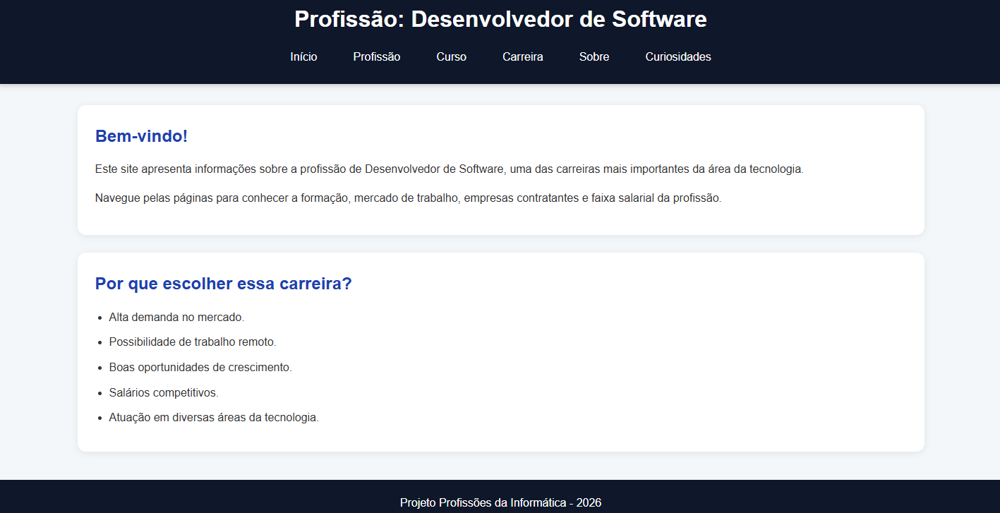 Profissão: Desenvolvedor de Software
Início Profissão Curso Carreira Sobre Curiosidades
Bem-vindo!
Este site apresenta informações sobre a profissão de Desenvolvedor de Software, uma das carreiras mais importantes da área da tecnologia.
Navegue pelas páginas para conhecer a formação, mercado de trabalho, empresas contratantes e faixa salarial da profissão.
Por que escolher essa carreira?
• Alta demanda no mercado.
• Possibilidade de trabalho remoto.
• Boas oportunidades de crescimento.
• Salários competitivos.
• Atuação em diversas áreas da tecnologia.
Projeto Profissões da Informática - 2026